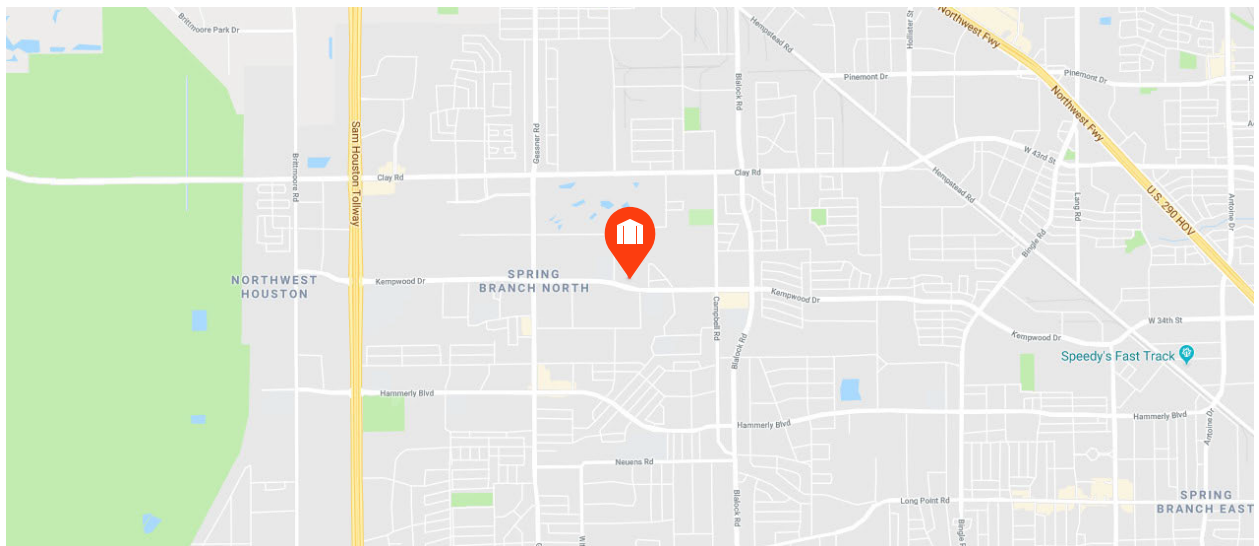 Brittmoore Park Dr
Hempstead Rd
Hollister St
Northwest Fwy
Pinemont Dr
Pinemont Dr
Blalock Rd
Northwest Fwy
Sam Houston Tollway
Gessner Rd
W 43rd St
Brittmoore Rd
Clay Rd
Clay Rd
Hempstead Rd
Lang Rd
U.S. 290 HOV
Antoine Dr
Bingle Rd
NORTHWEST
HOUSTON
Kempwood Dr
SPRING
BRANCH NORTH
Kempwood Dr
Campbell Rd
Blalock Rd
Kempwood Dr
W 34th St
Speedy's Fast Track
Hammerly Blvd
Hammerly Blvd
Hammerly Blvd
Antoine Dr
Neuens Rd
Blalock Rd
Long Point Rd
SPRING
BRANCH EAST